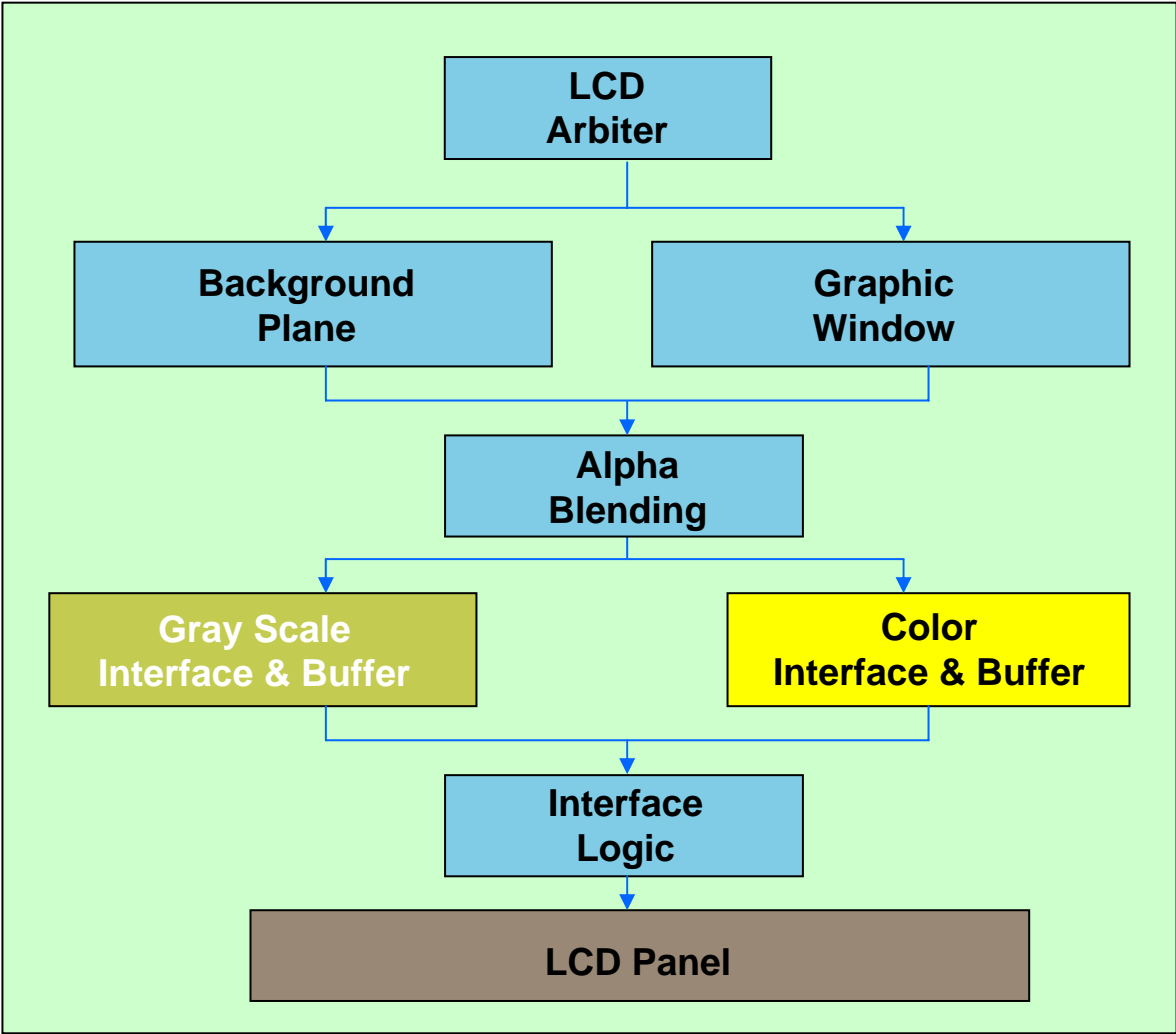 LCD
Arbiter
Background
Plane
Graphic
Window
Alpha
Blending
Gray Scale
Interface & Buffer
Color
Interface & Buffer
Interface
Logic
LCD Panel